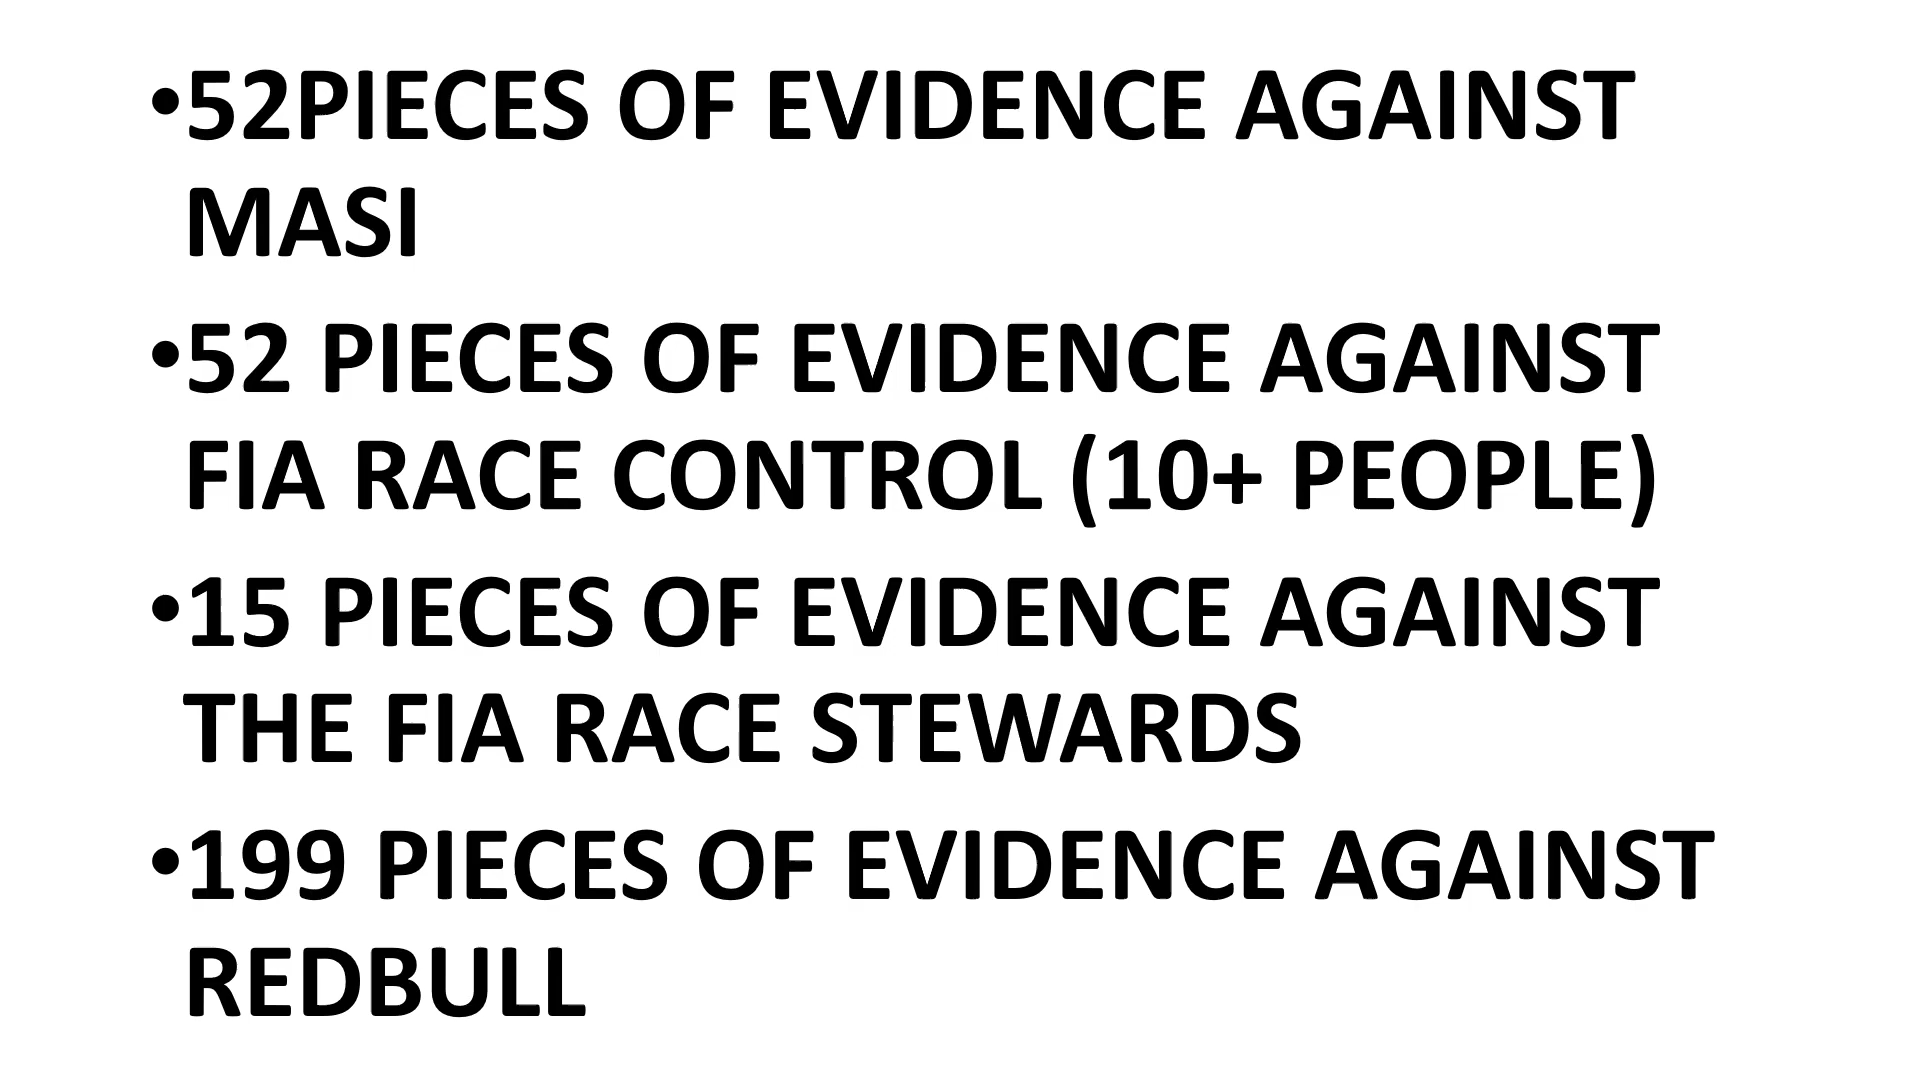 •52PIECES OF EVIDENCE AGAINST
MASI
•52 PIECES OF EVIDENCE AGAINST
FIA RACE CONTROL (10+ PEOPLE)
•15 PIECES OF EVIDENCE AGAINST
THE FIA RACE STEWARDS
•199 PIECES OF EVIDENCE AGAINST
REDBULL